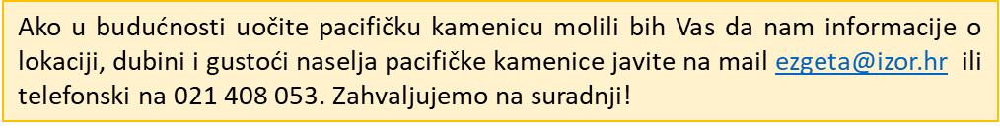 Ako u budućnosti uočite pacifičku kamenicu molili bih Vas da nam informacije o
lokaciji, dubini i gustoći naselja pacifičke kamenice javite na mail ezgeta@izor.hr ili
telefonski na 021 408 053. Zahvaljujemo na suradnji!